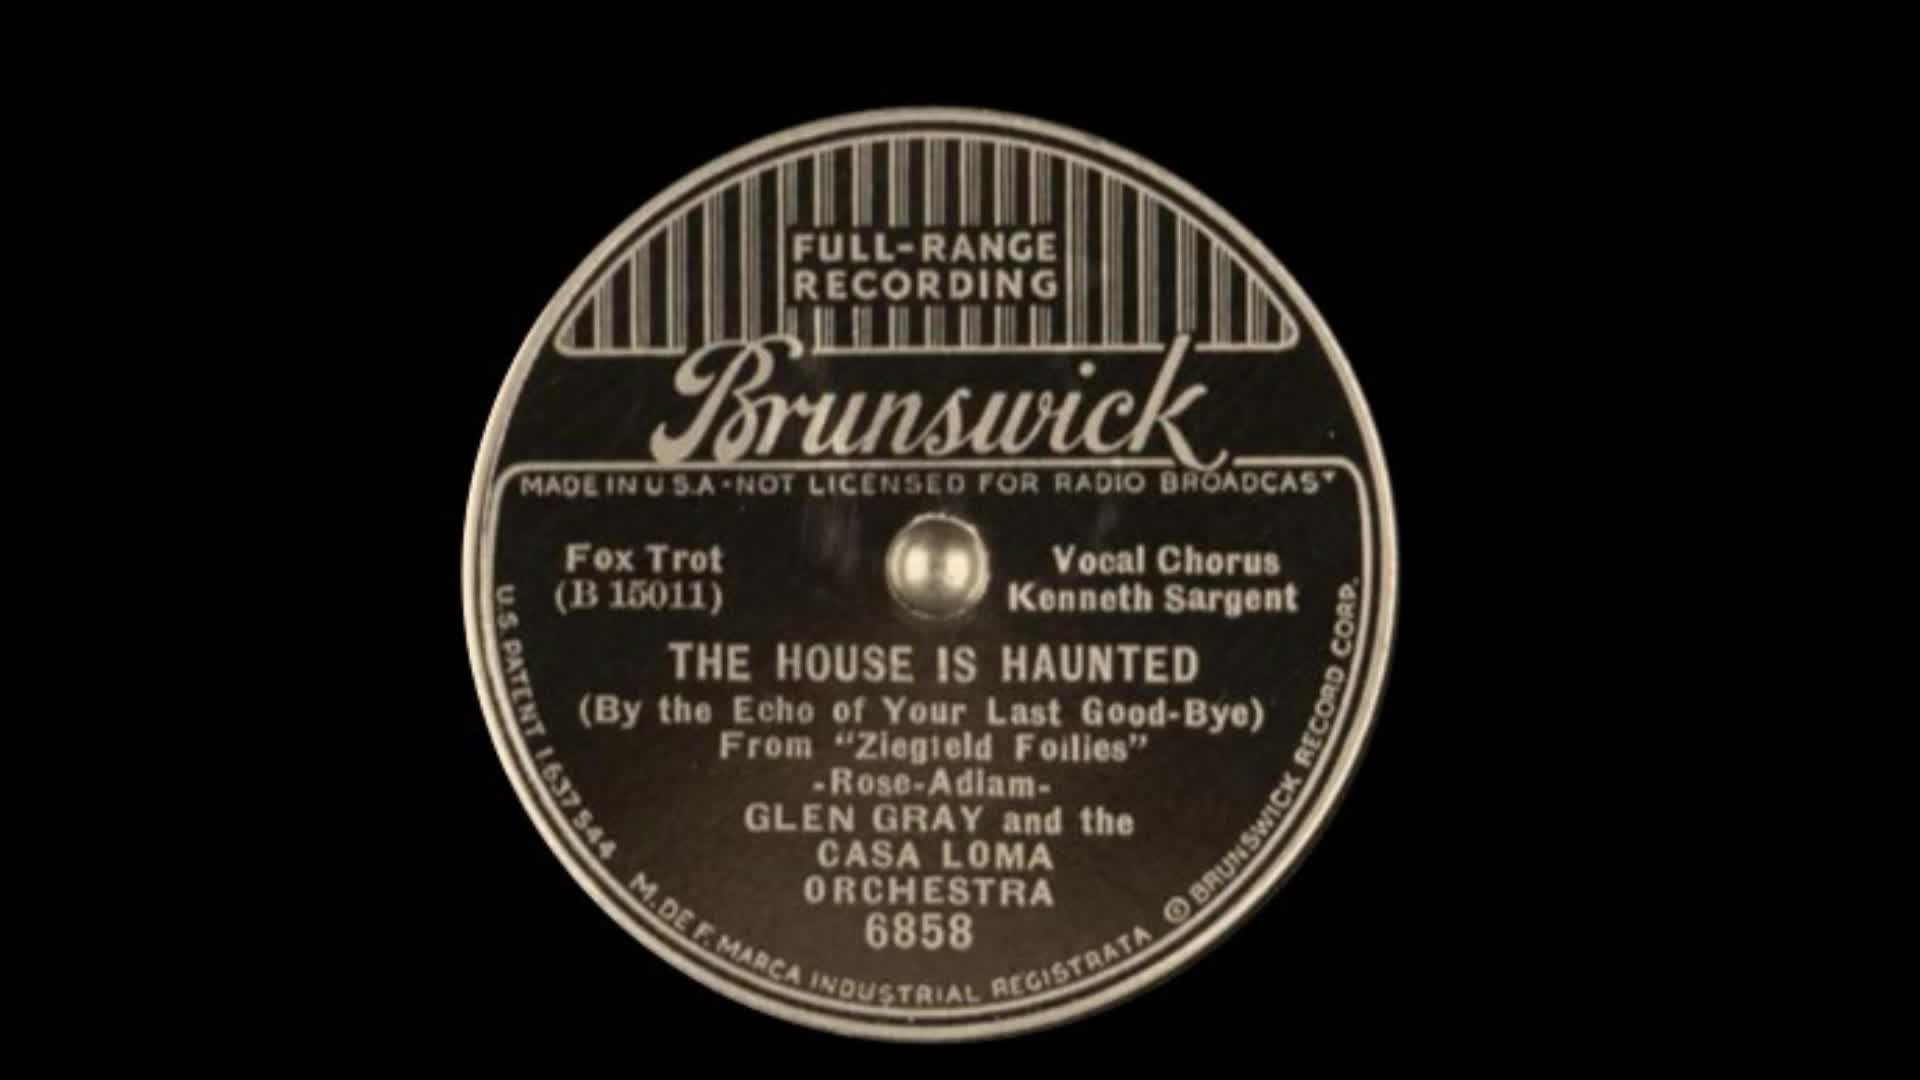 FULL-RANGE
RECORDING
Brunswick
MADE IN U.S.A - NOT LICENSED FOR RADIO BROADCAST
Fox Trot
(B 15011)
Vocal Chorus
Kenneth Sargent
THE HOUSE IS HAUNTED
(By the Echo of Your Last Good-Bye)
From "Ziegfeld Follies"
-Rose-Adlam-
GLEN GRAY and the
CASA LOMA
ORCHESTRA
6858
U.S. PATENT 1.637544 M. DE F. MARCA INDUSTRIAL REGISTRATA © BRUNSWICK RECORD CORP.